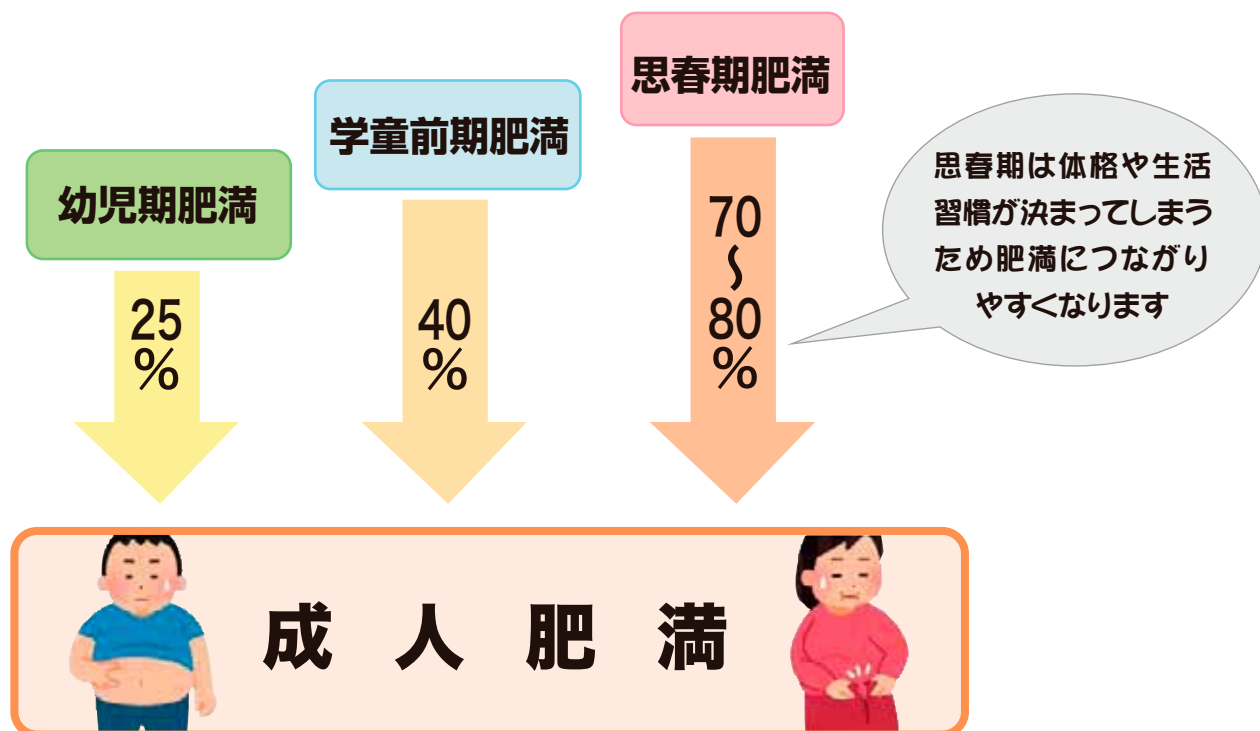 思春期肥満
学童前期肥満
幼児期肥満
25
%
40
%
70
〜
80
%
思春期は体格や生活
習慣が決まってしまう
ため肥満につながり
やすくなります
成人肥満